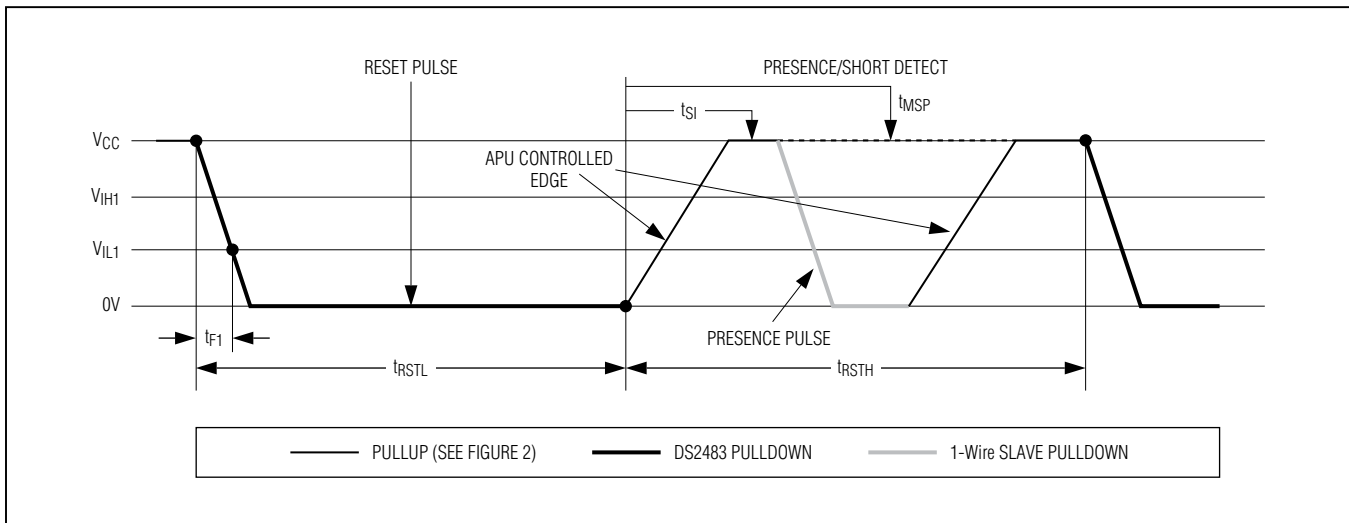 RESET PULSE
PRESENCE/SHORT DETECT
tMSP
tSI
VCC
APU CONTROLLED
EDGE
VIH1
VIL1
0V
PRESENCE PULSE
tF1
tRSTL
tRSTH
PULLUP (SEE FIGURE 2)
DS2483 PULLDOWN
1-Wire SLAVE PULLDOWN